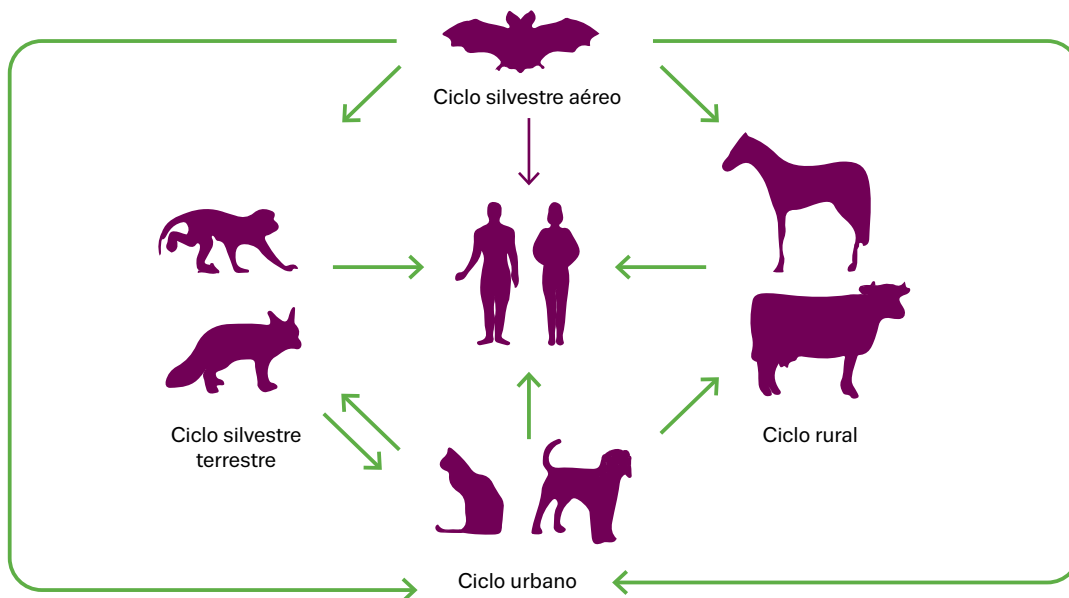 Ciclo silvestre aéreo
Ciclo silvestre
terrestre
Ciclo rural
Ciclo urbano